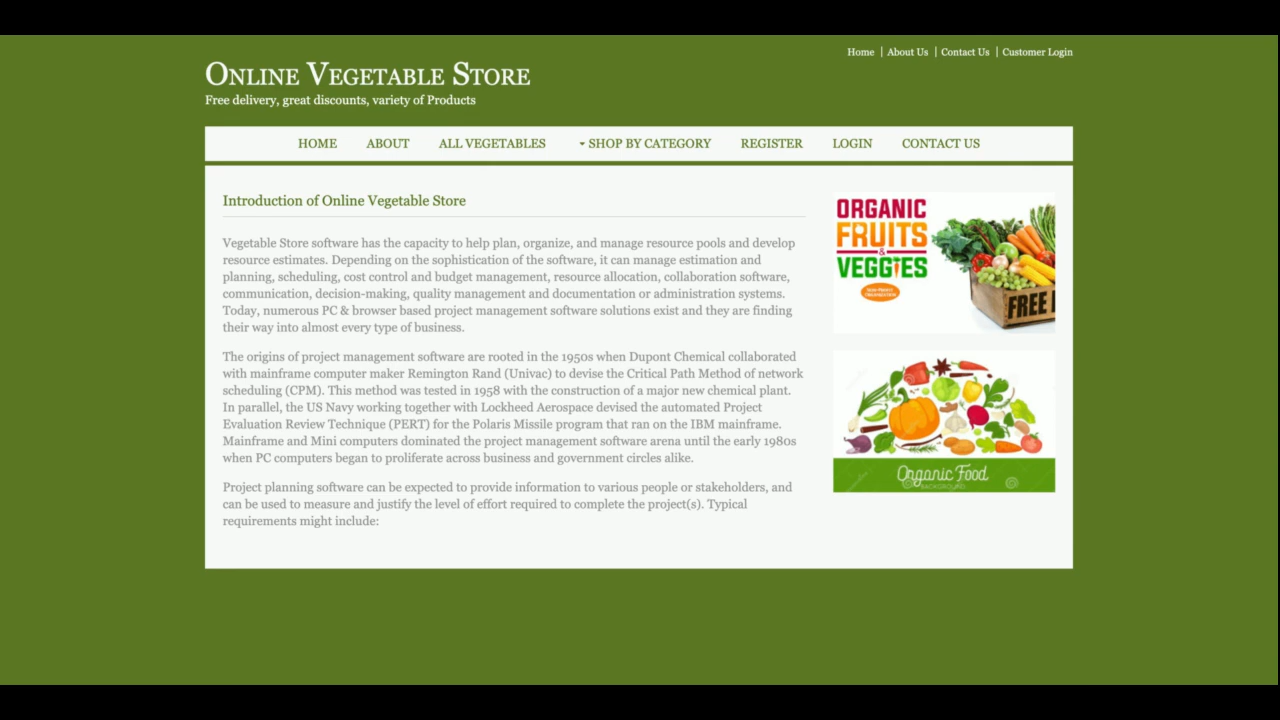 Home About Us Contact Us Customer Login
Online Vegetable Store
Free delivery, great discounts, variety of Products
HOME ABOUT ALL VEGETABLES SHOP BY CATEGORY REGISTER LOGIN CONTACT US
Introduction of Online Vegetable Store
Vegetable Store software has the capacity to help plan, organize, and manage resource pools and develop
resource estimates. Depending on the sophistication of the software, it can manage estimation and
planning, scheduling, cost control and budget management, resource allocation, collaboration software,
communication, decision-making, quality management and documentation or administration systems.
Today, numerous PC & browser based project management software solutions exist and they are finding
their way into almost every type of business.
The origins of project management software are rooted in the 1950s when Dupont Chemical collaborated
with mainframe computer maker Remington Rand (Univac) to devise the Critical Path Method of network
scheduling (CPM). This method was tested in 1958 with the construction of a major new chemical plant.
In parallel, the US Navy working together with Lockheed Aerospace devised the automated Project
Evaluation Review Technique (PERT) for the Polaris Missile program that ran on the IBM mainframe.
Mainframe and Mini computers dominated the project management software arena until the early 1980s
when PC computers began to proliferate across business and government circles alike.
Project planning software can be expected to provide information to various people or stakeholders, and
can be used to measure and justify the level of effort required to complete the project(s). Typical
requirements might include:
ORGANIC
FRUITS
&
VEGGIES
FREE
Organic Food
BACKGROUND